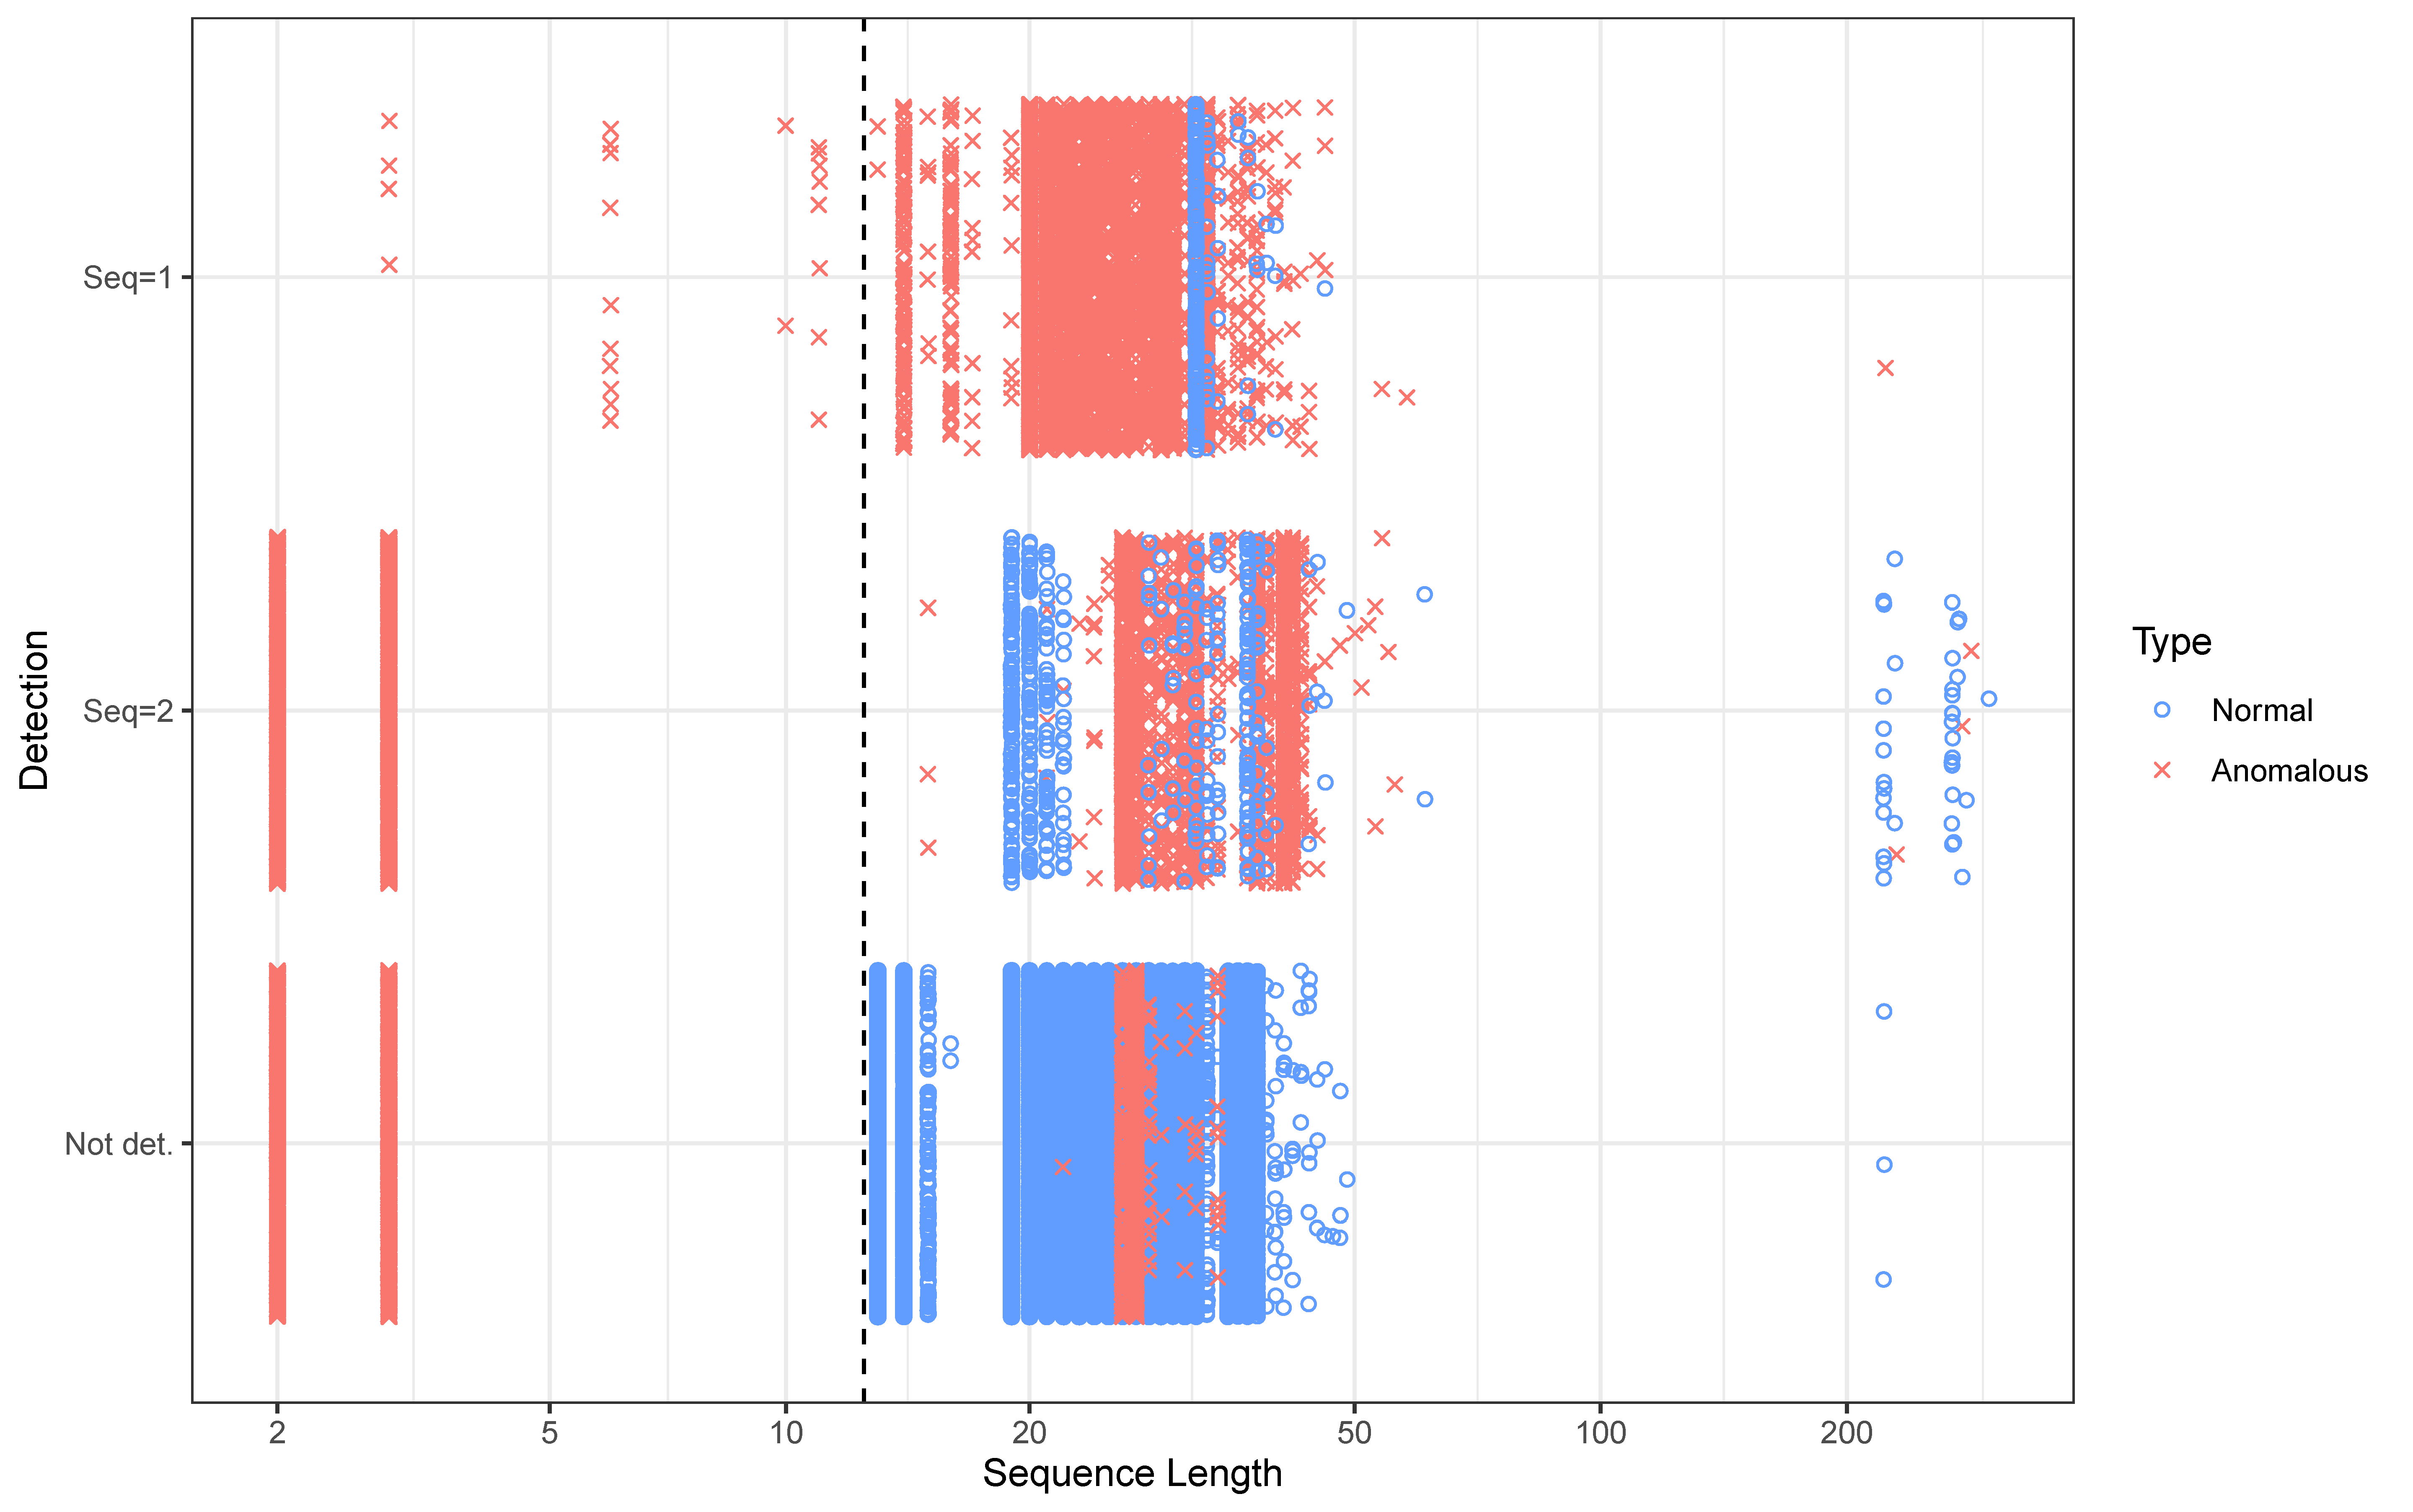 Detection
Seq=1
Seq=2
Not det.
2 5 10 20 50 100 200
Sequence Length
Type
Normal
Anomalous